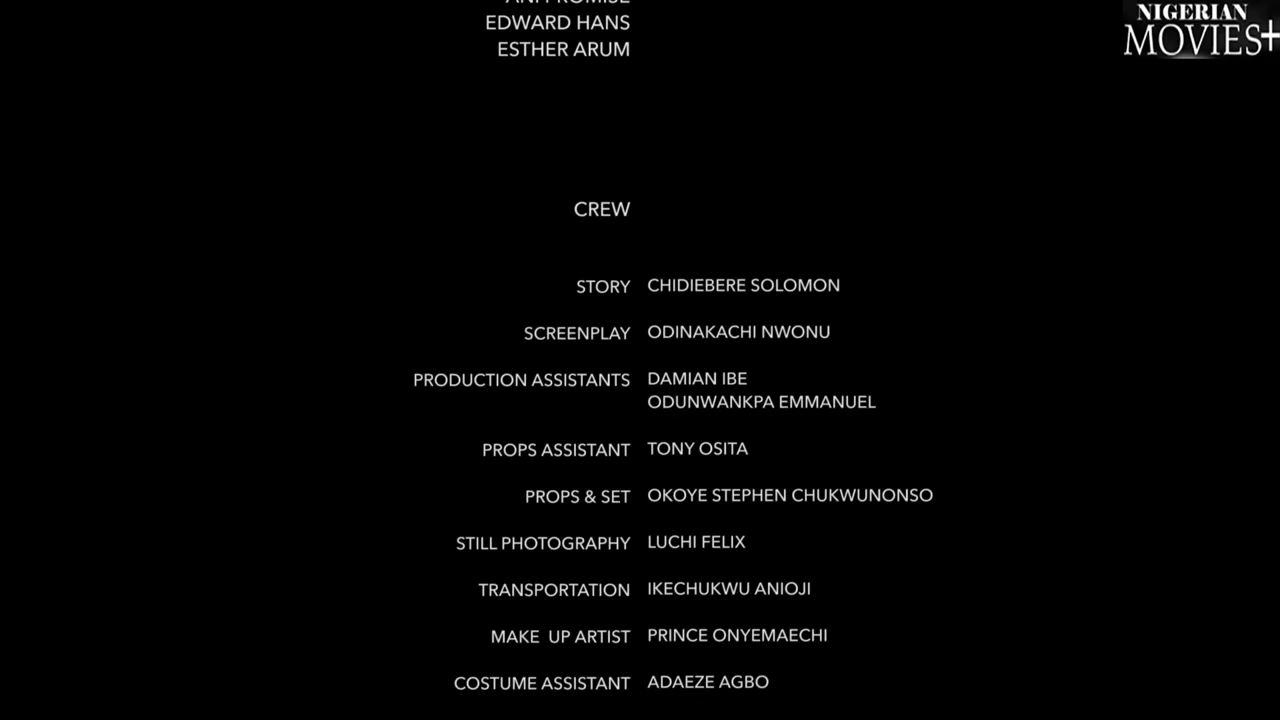 EDWARD HANS
ESTHER ARUM
NIGERIAN
MOVIES+
CREW
STORY CHIDIEBERE SOLOMON
SCREENPLAY ODINAKACHI NWONU
PRODUCTION ASSISTANTS DAMIAN IBE
ODUNWANKPA EMMANUEL
PROPS ASSISTANT TONY OSITA
PROPS & SET OKOYE STEPHEN CHUKWUNONSO
STILL PHOTOGRAPHY LUCHI FELIX
TRANSPORTATION IKECHUKWU ANIOJI
MAKE  UP ARTIST PRINCE ONYEMAECHI
COSTUME ASSISTANT ADAEZE AGBO